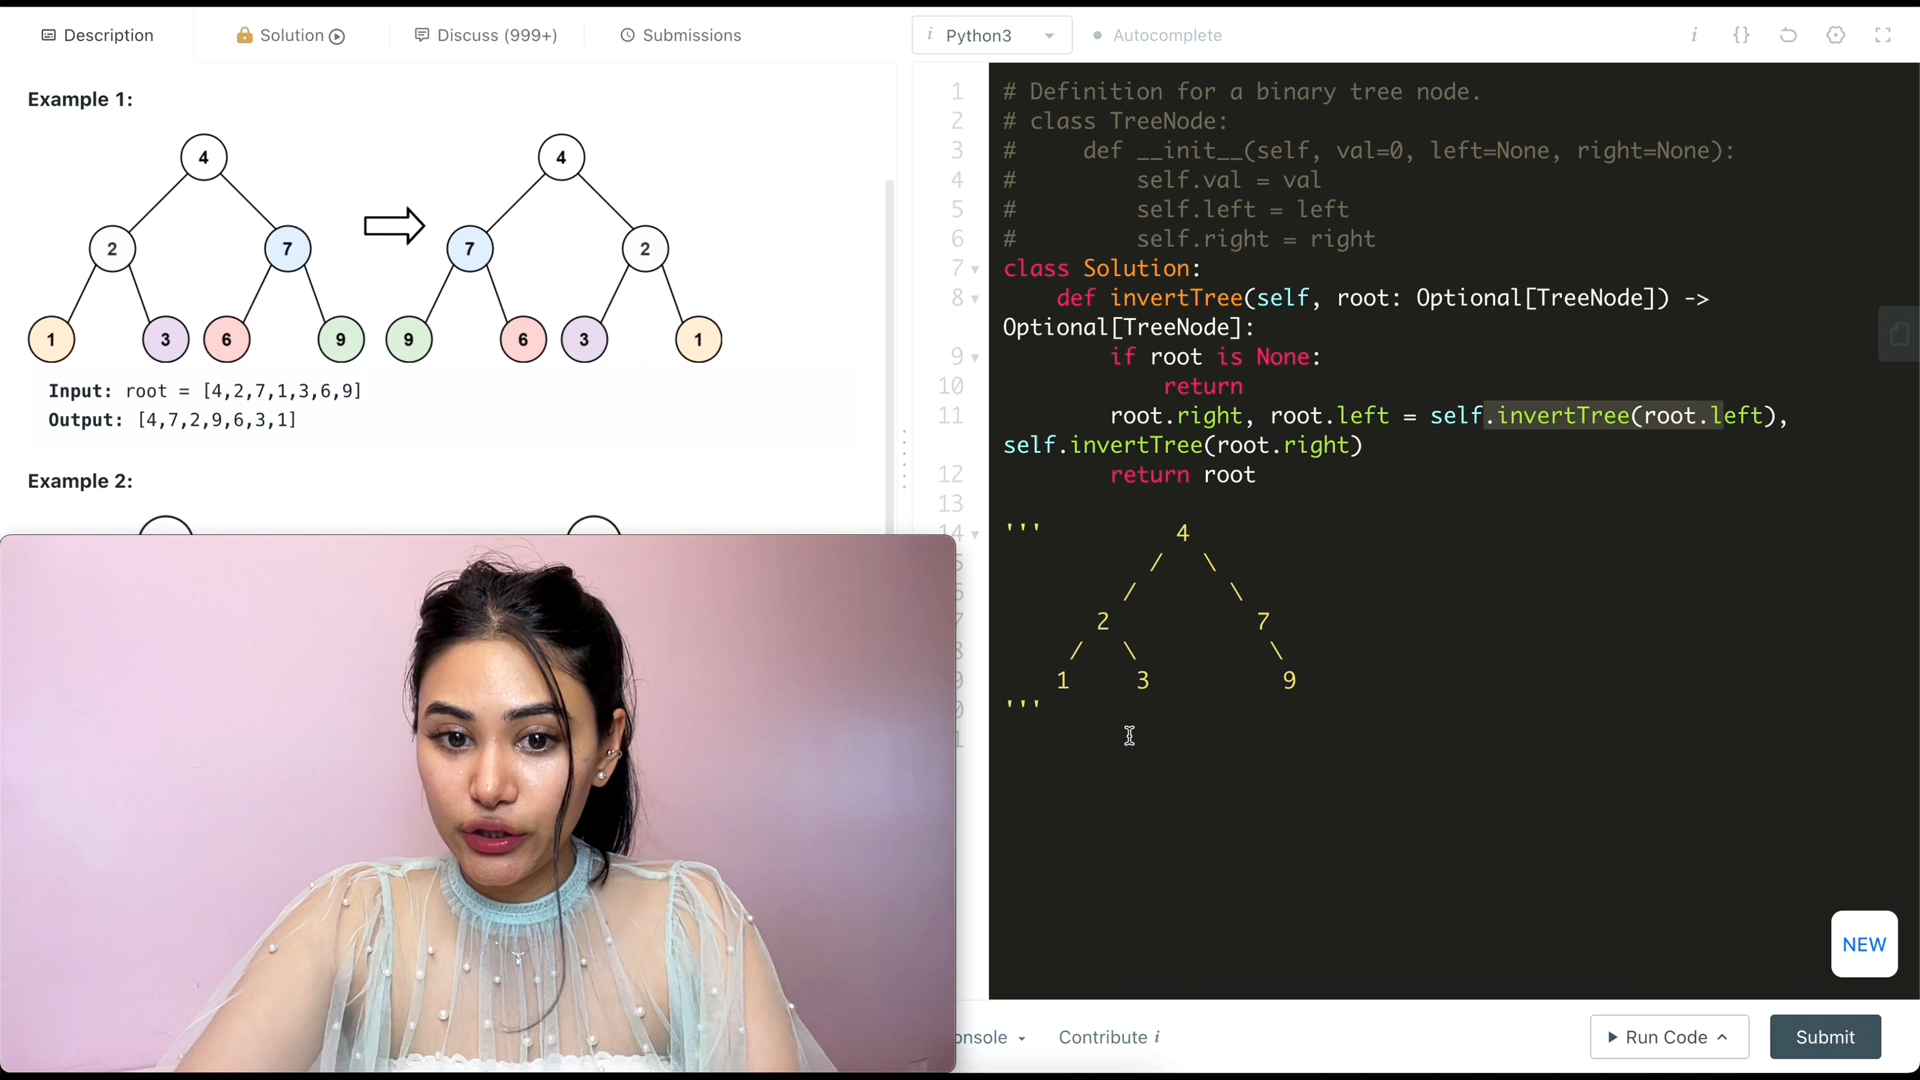 Description
Solution
Discuss (999+)
Submissions
i Python3
Autocomplete
i {}
Example 1:
4
4
2
7
7
2
1
3
6
9
9
6
3
1
Input: root = [4,2,7,1,3,6,9]
Output: [4,7,2,9,6,3,1]
Example 2:
1 # Definition for a binary tree node.
2 # class TreeNode:
3 #     def __init__(self, val=0, left=None, right=None):
4 #         self.val = val
5 #         self.left = left
6 #         self.right = right
7 class Solution:
8     def invertTree(self, root: Optional[TreeNode]) ->
Optional[TreeNode]:
9         if root is None:
10             return
11         root.right, root.left = self.invertTree(root.left),
self.invertTree(root.right)
12         return root
13
14 '''          4
/   \
/       \
2           7
/   \           \
1     3          9
'''
NEW
onsole
Contribute i
Run Code
Submit